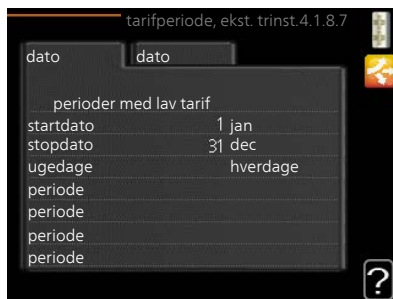 tarifperiode, ekst. trinst.4.1.8.7
dato dato
perioder med lav tarif
startdato 1 jan
stopdato 31 dec
ugedage hverdage
periode
periode
periode
periode
?